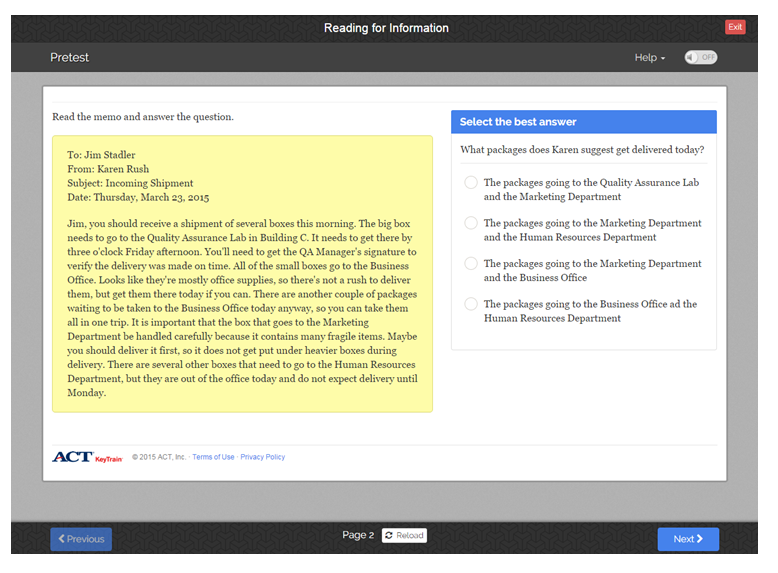 Reading for Information
Exit
Pretest
Help
OFF
Read the memo and answer the question.
To: Jim Stadler
From: Karen Rush
Subject: Incoming Shipment
Date: Thursday, March 23, 2015
Jim, you should receive a shipment of several boxes this morning. The big box
needs to go to the Quality Assurance Lab in Building C. It needs to get there by
three o'clock Friday afternoon. You'll need to get the QA Manager's signature to
verify the delivery was made on time. All of the small boxes go to the Business
Office. Looks like they're mostly office supplies, so there's not a rush to deliver
them, but get them there today if you can. There are another couple of packages
waiting to be taken to the Business Office today anyway, so you can take them
all in one trip. It is important that the box that goes to the Marketing
Department be handled carefully because it contains many fragile items. Maybe
you should deliver it first, so it does not get put under heavier boxes during
delivery. There are several other boxes that need to go to the Human Resources
Department, but they are out of the office today and do not expect delivery until
Monday.
Select the best answer
What packages does Karen suggest get delivered today?
The packages going to the Quality Assurance Lab
and the Marketing Department
The packages going to the Marketing Department
and the Human Resources Department
The packages going to the Marketing Department
and the Business Office
The packages going to the Business Office ad the
Human Resources Department
ACT KeyTrain © 2015 ACT, Inc. · Terms of Use · Privacy Policy
Previous
Page 2
Reload
Next